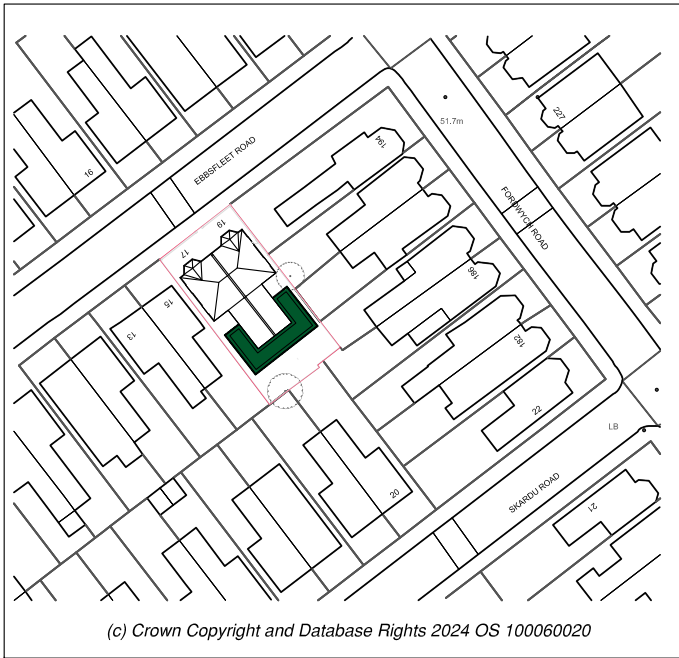 227
51.7m
194
EBBSFLEET ROAD
16
FORDWYCH ROAD
19
17
186
15
13
182
22
LB
20
SKARDU ROAD
21
(c) Crown Copyright and Database Rights 2024 OS 100060020